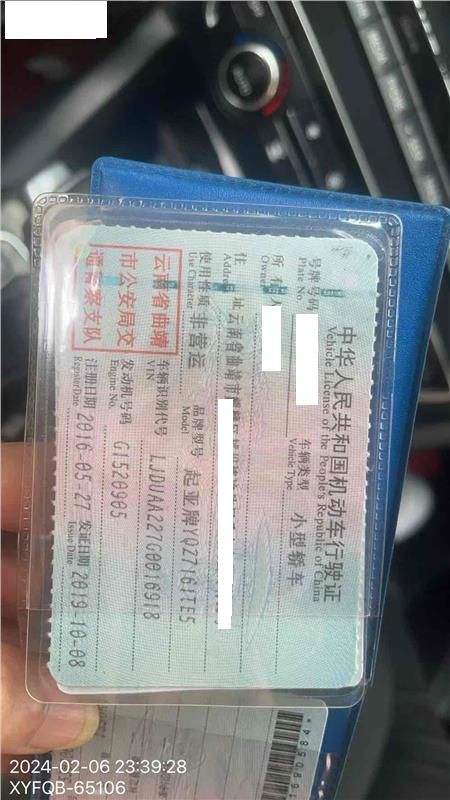 中华人民共和国机动车行驶证
Vehicle License of the People's Republic of China
号牌号码
Plate No.
车辆类型 小型轿车
Vehicle Type
所有人
Owner
住址 云南省曲靖市麒麟区
Address
使用性质 非营运
Use Character
品牌型号 起亚牌YQZ7161TE5
Model
云南省曲靖
市公安局交
通警察支队
车辆识别代号 LJDUAA227G0016918
VIN
发动机号码 G1520905
Engine No.
注册日期 2016-05-27
Register Date
发证日期 2019-10-08
Issue Date
2024-02-06 23:39:28
XYFQB-65106